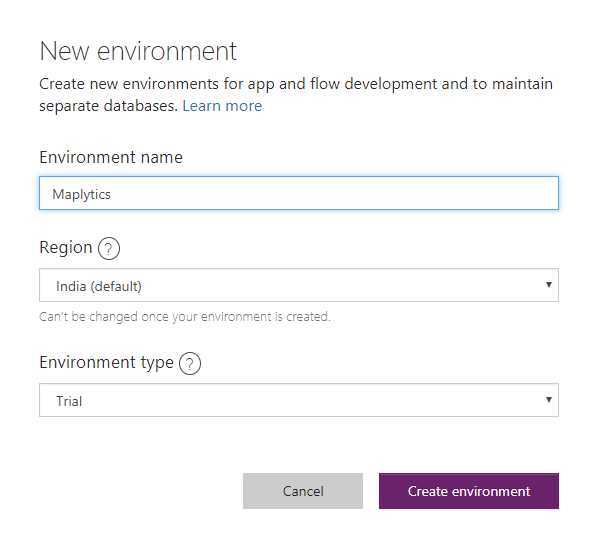 New environment
Create new environments for app and flow development and to maintain
separate databases. Learn more
Environment name
Maplytics
Region ?
India (default)
Can't be changed once your environment is created.
Environment type ?
Trial
Cancel Create environment